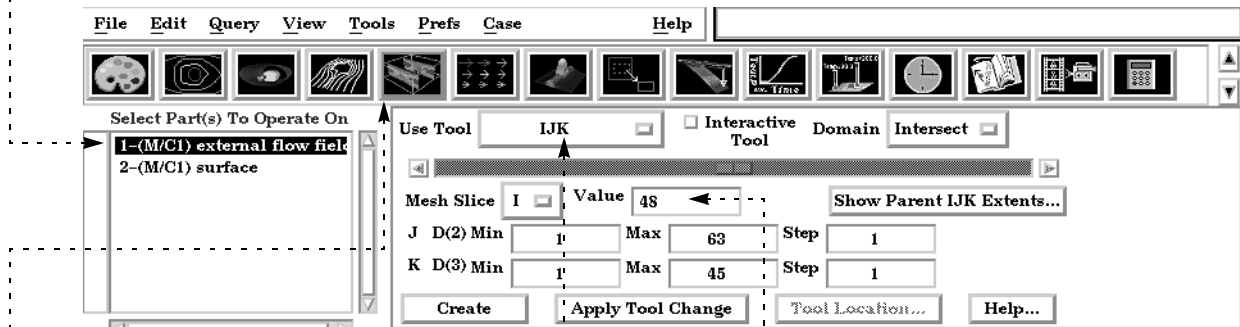 File Edit Query View Tools Prefs Case Help
Select Part(s) To Operate On
1-(M/C1) external flow field
2-(M/C1) surface
Use Tool IJK Interactive Tool Domain Intersect
Mesh Slice I Value 48 Show Parent IJK Extents...
J D(2) Min 1 Max 63 Step 1
K D(3) Min 1 Max 45 Step 1
Create Apply Tool Change Tool Location... Help...